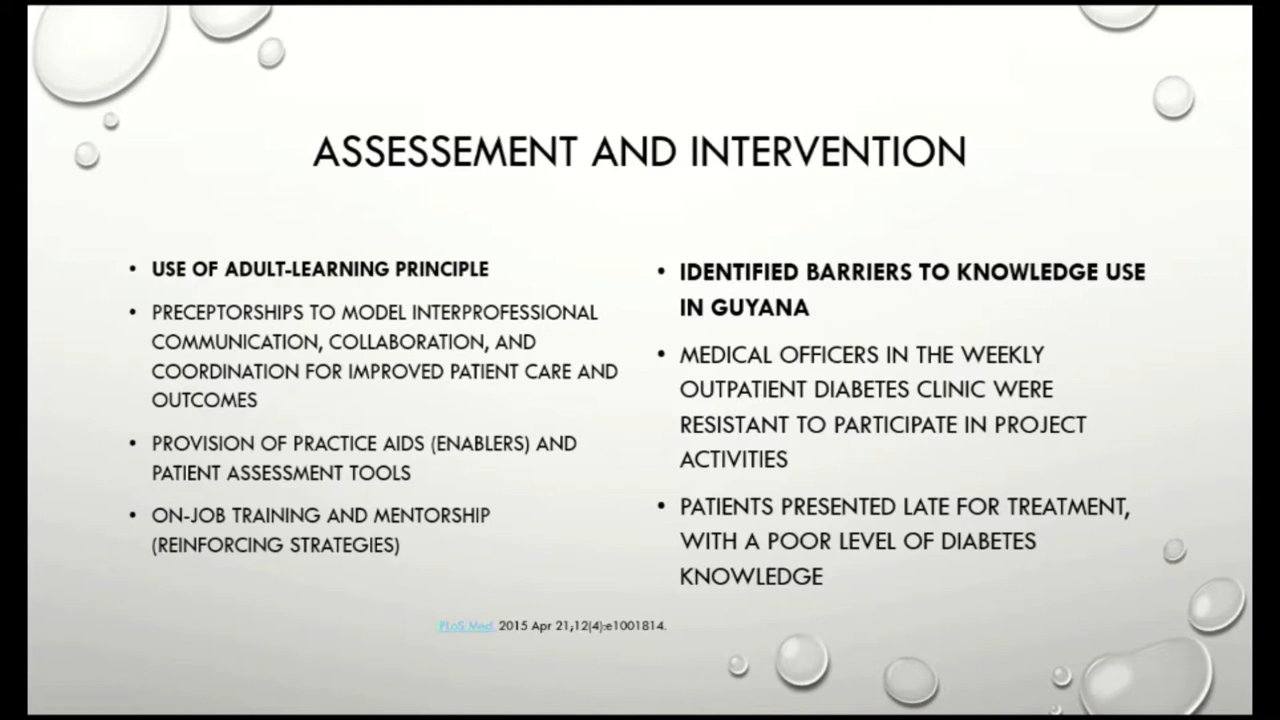 ASSESSEMENT AND INTERVENTION
• USE OF ADULT-LEARNING PRINCIPLE
• PRECEPTORSHIPS TO MODEL INTERPROFESSIONAL
COMMUNICATION, COLLABORATION, AND
COORDINATION FOR IMPROVED PATIENT CARE AND
OUTCOMES
• PROVISION OF PRACTICE AIDS (ENABLERS) AND
PATIENT ASSESSMENT TOOLS
• ON-JOB TRAINING AND MENTORSHIP
(REINFORCING STRATEGIES)
• IDENTIFIED BARRIERS TO KNOWLEDGE USE
IN GUYANA
• MEDICAL OFFICERS IN THE WEEKLY
OUTPATIENT DIABETES CLINIC WERE
RESISTANT TO PARTICIPATE IN PROJECT
ACTIVITIES
• PATIENTS PRESENTED LATE FOR TREATMENT,
WITH A POOR LEVEL OF DIABETES
KNOWLEDGE
PLoS Med. 2015 Apr 21;12(4):e1001814.